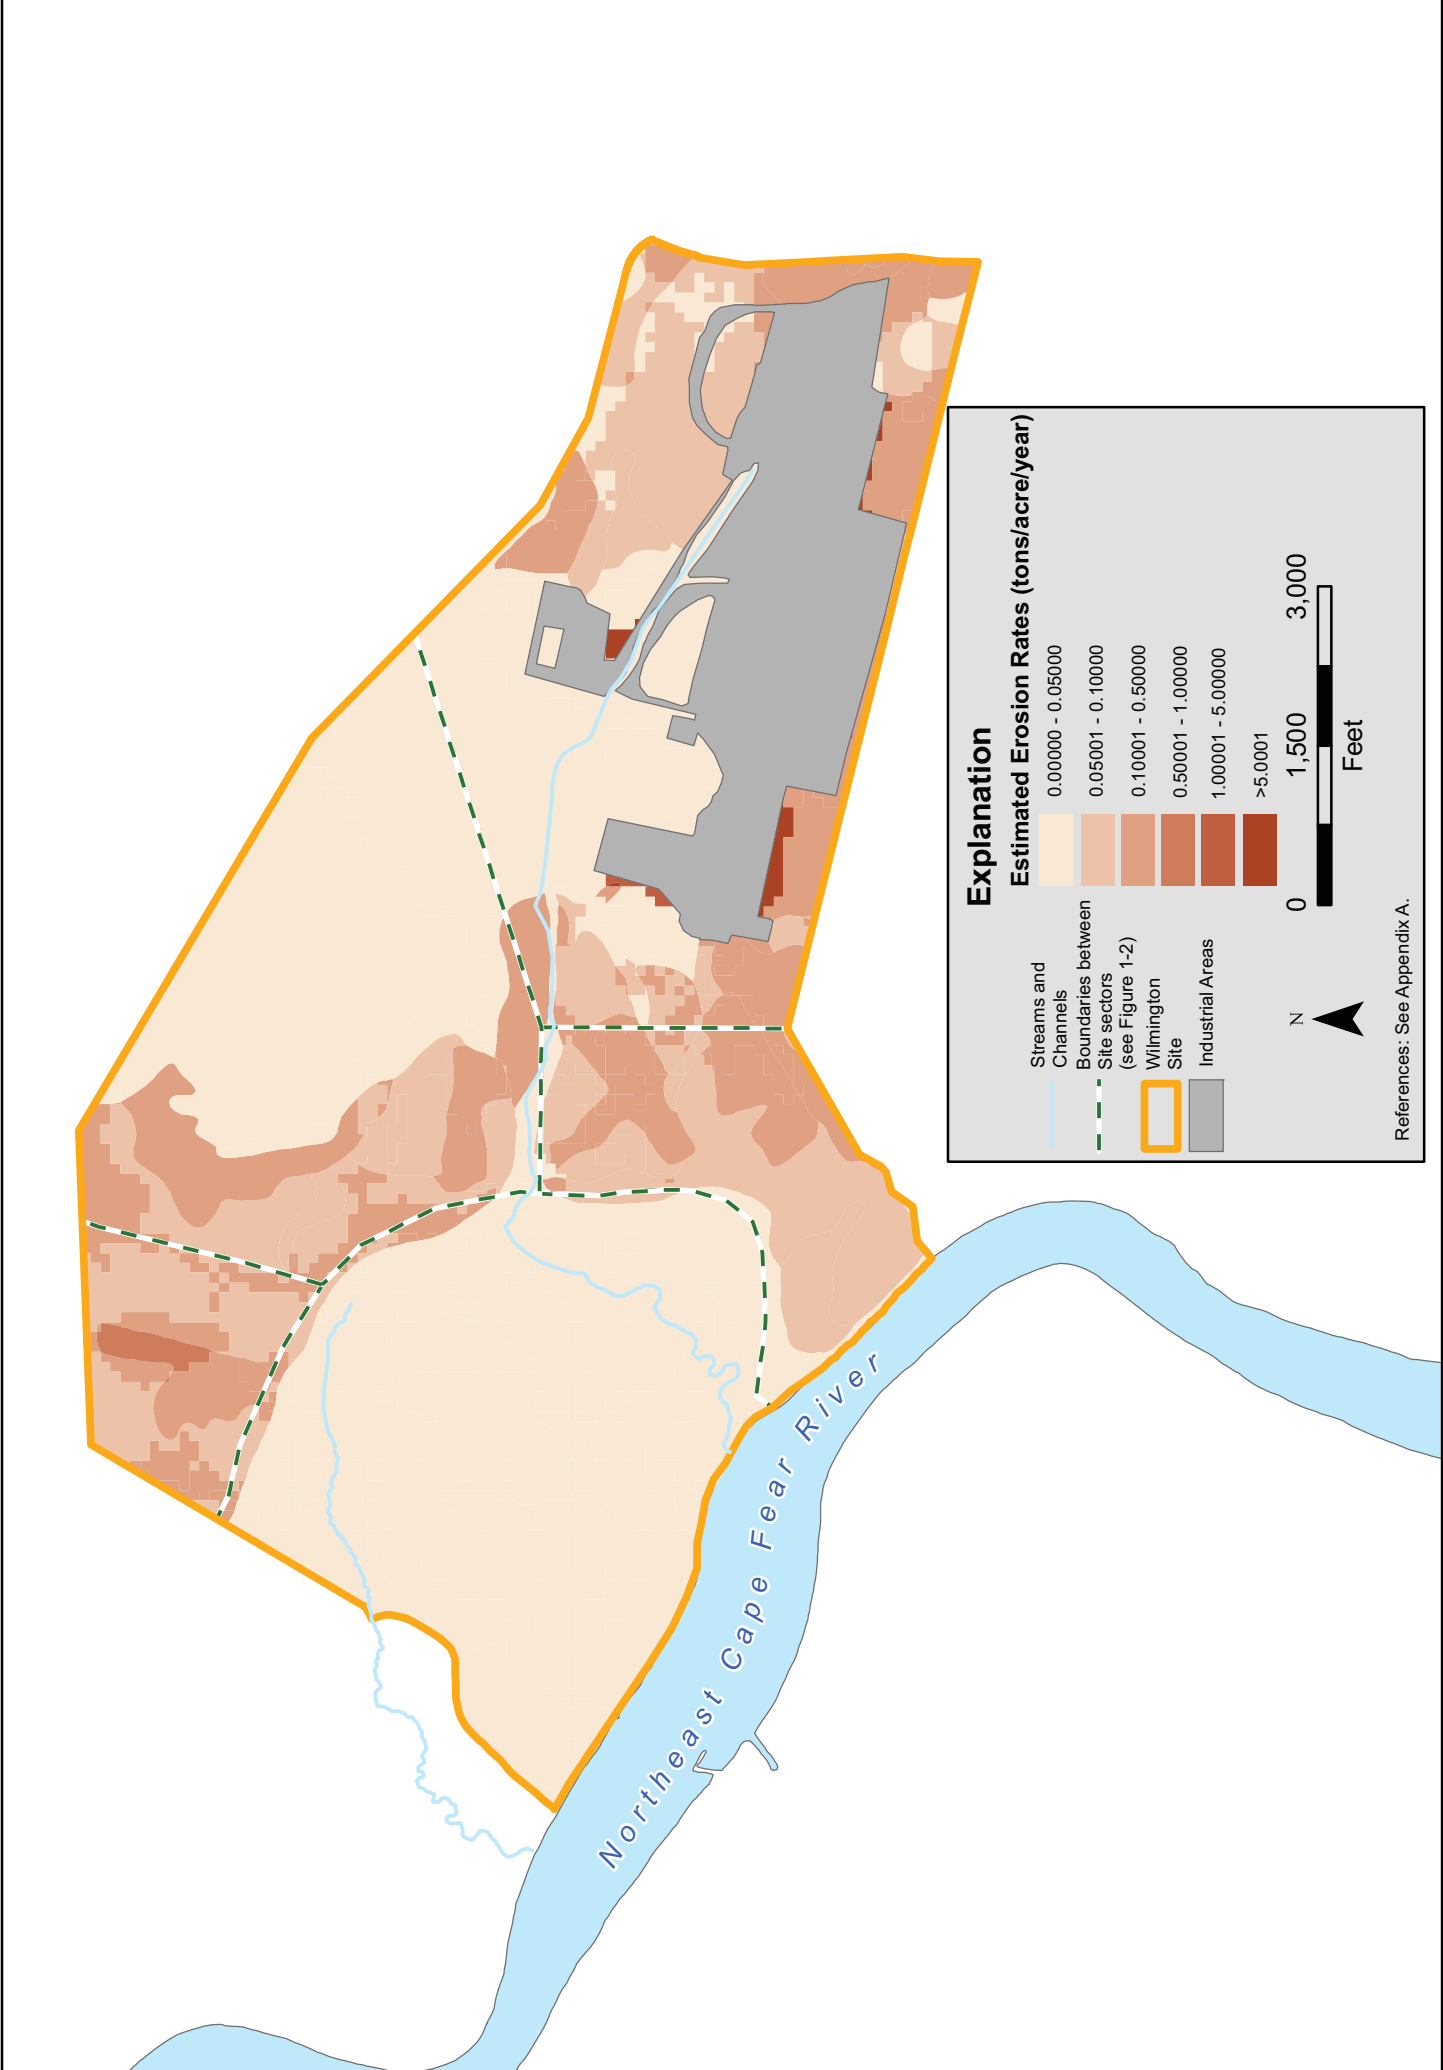 Northeast Cape Fear River
Explanation
Streams and
Channels
Boundaries between
Site sectors
(see Figure 1-2)
Wilmington
Site
Industrial Areas
Estimated Erosion Rates (tons/acre/year)
0.00000 - 0.05000
0.05001 - 0.10000
0.10001 - 0.50000
0.50001 - 1.00000
1.00001 - 5.00000
>5.0001
N
0 1,500 3,000
Feet
References: See Appendix A.